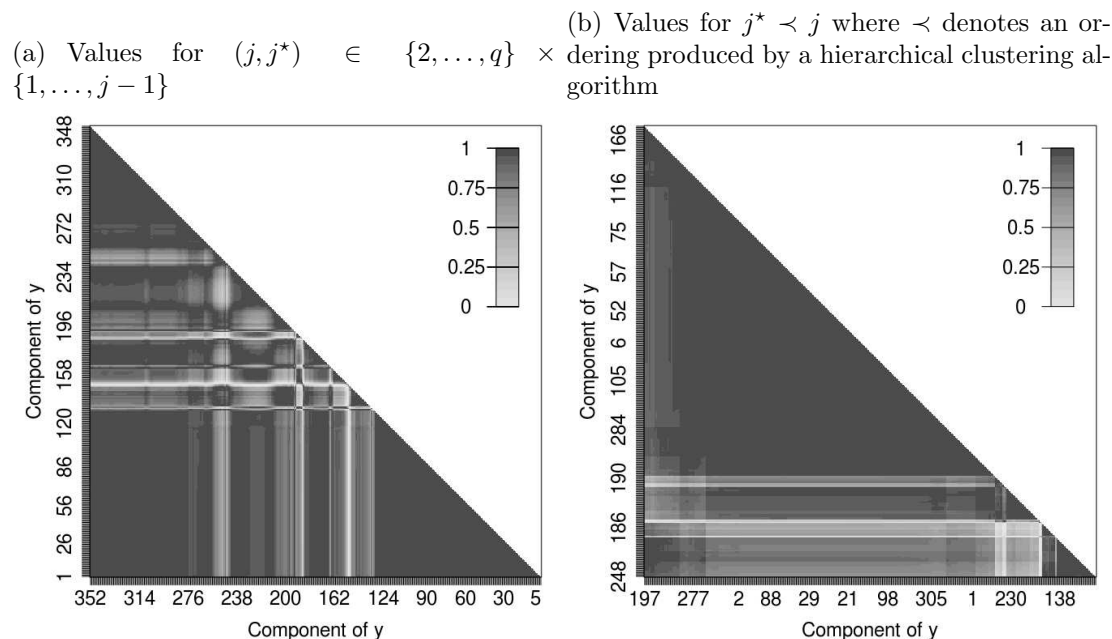 (a) Values for (j, j⋆) ∈ {2, . . . , q} ×
{1, . . . , j − 1}
(b) Values for j⋆ ≺ j where ≺ denotes an or-
dering produced by a hierarchical clustering al-
gorithm
348
310
272
234
196
158
120
86
56
26
1
Component of y
1
0.75
0.5
0.25
0
352 314 276 238 200 162 124 90 60 30 5
Component of y
166
116
75
57
52
6
105
284
190
186
248
Component of y
1
0.75
0.5
0.25
0
197 277 2 88 29 21 98 305 1 230 138
Component of y